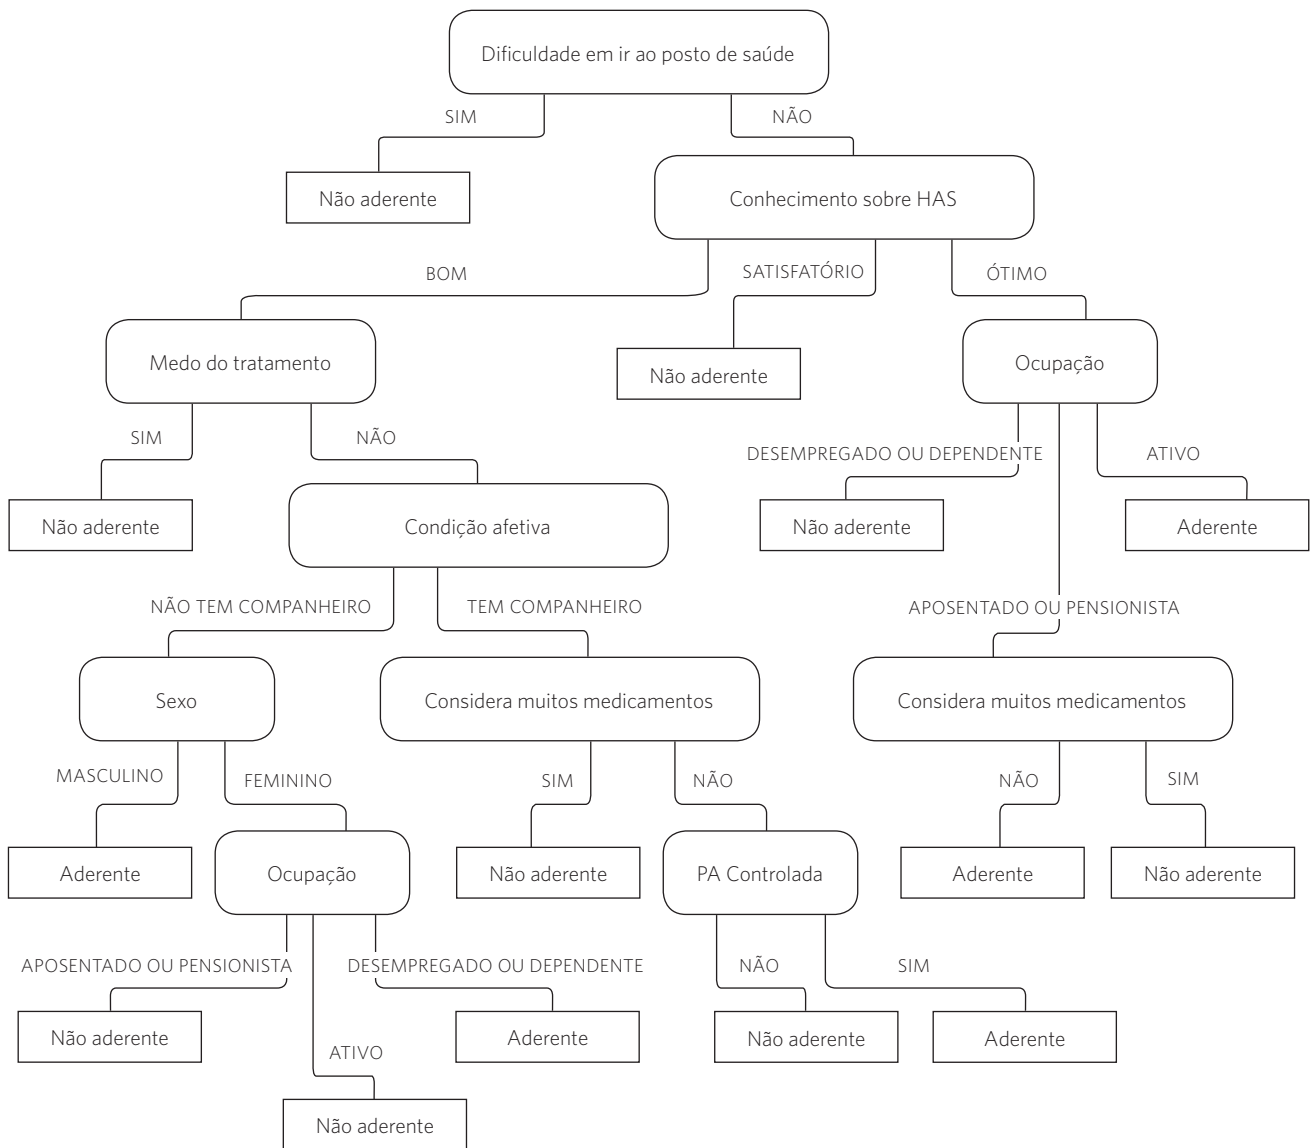 Dificuldade em ir ao posto de saúde
SIM
NÃO
Não aderente
Conhecimento sobre HAS
BOM
SATISFATÓRIO
ÓTIMO
Medo do tratamento
Não aderente
Ocupação
SIM
NÃO
DESEMPREGADO OU DEPENDENTE
ATIVO
Não aderente
Condição afetiva
Não aderente
Aderente
NÃO TEM COMPANHEIRO
TEM COMPANHEIRO
APOSENTADO OU PENSIONISTA
Sexo
Considera muitos medicamentos
Considera muitos medicamentos
MASCULINO
FEMININO
SIM
NÃO
NÃO
SIM
Aderente
Ocupação
Não aderente
PA Controlada
Aderente
Não aderente
APOSENTADO OU PENSIONISTA
DESEMPREGADO OU DEPENDENTE
NÃO
SIM
Não aderente
Aderente
Não aderente
Aderente
ATIVO
Não aderente